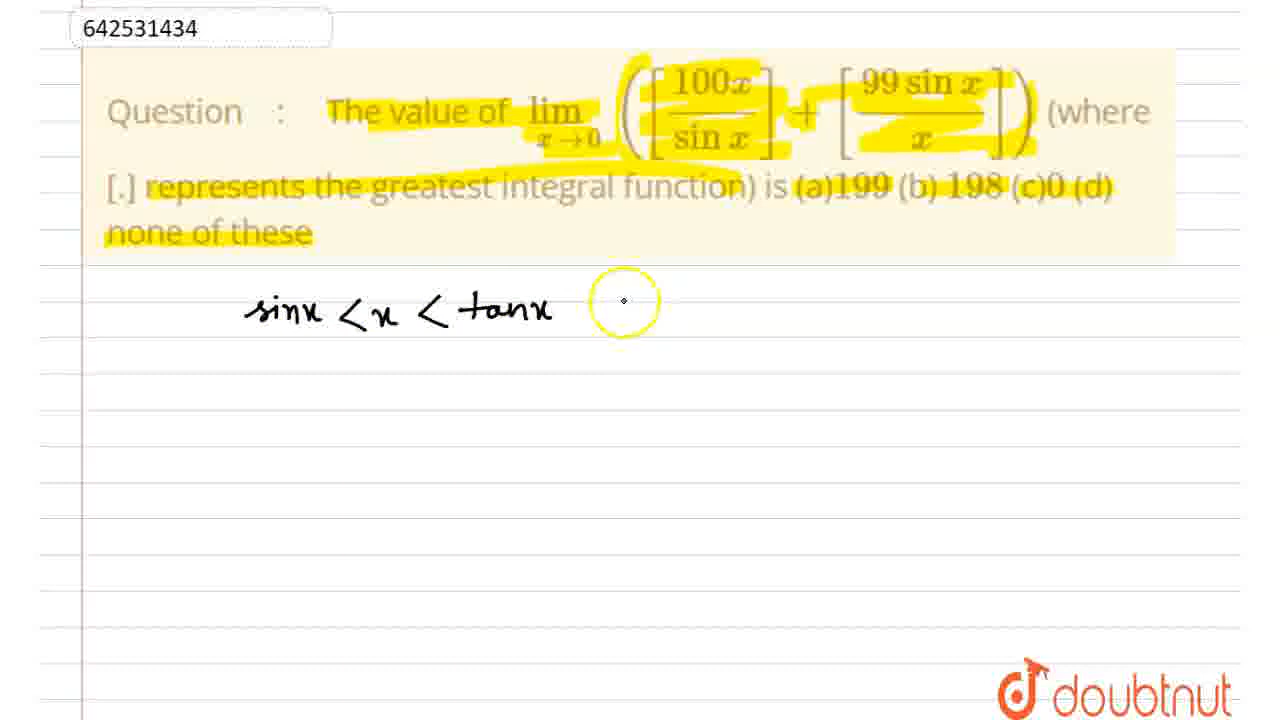 642531434
Question : The value of lim x→0 ([100x/sin x] + [99 sin x/x]) (where
[.] represents the greatest integral function) is (a)199 (b) 198 (c)0 (d)
none of these
sinx < x < tanx
doubtnut